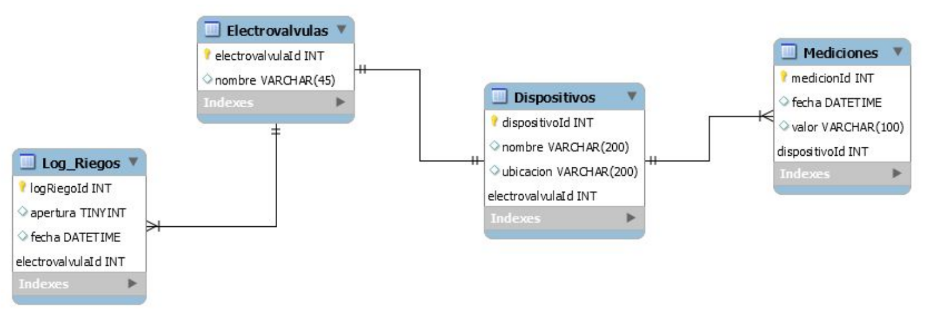 Electrovalvulas
electrovalvulaId INT
nombre VARCHAR(45)
Indexes
Log_Riegos
logRiegoId INT
apertura TINYINT
fecha DATETIME
electrovalvulaId INT
Indexes
Dispositivos
dispositivoId INT
nombre VARCHAR(200)
ubicacion VARCHAR(200)
electrovalvulaId INT
Indexes
Mediciones
medicionId INT
fecha DATETIME
valor VARCHAR(100)
dispositivoId INT
Indexes